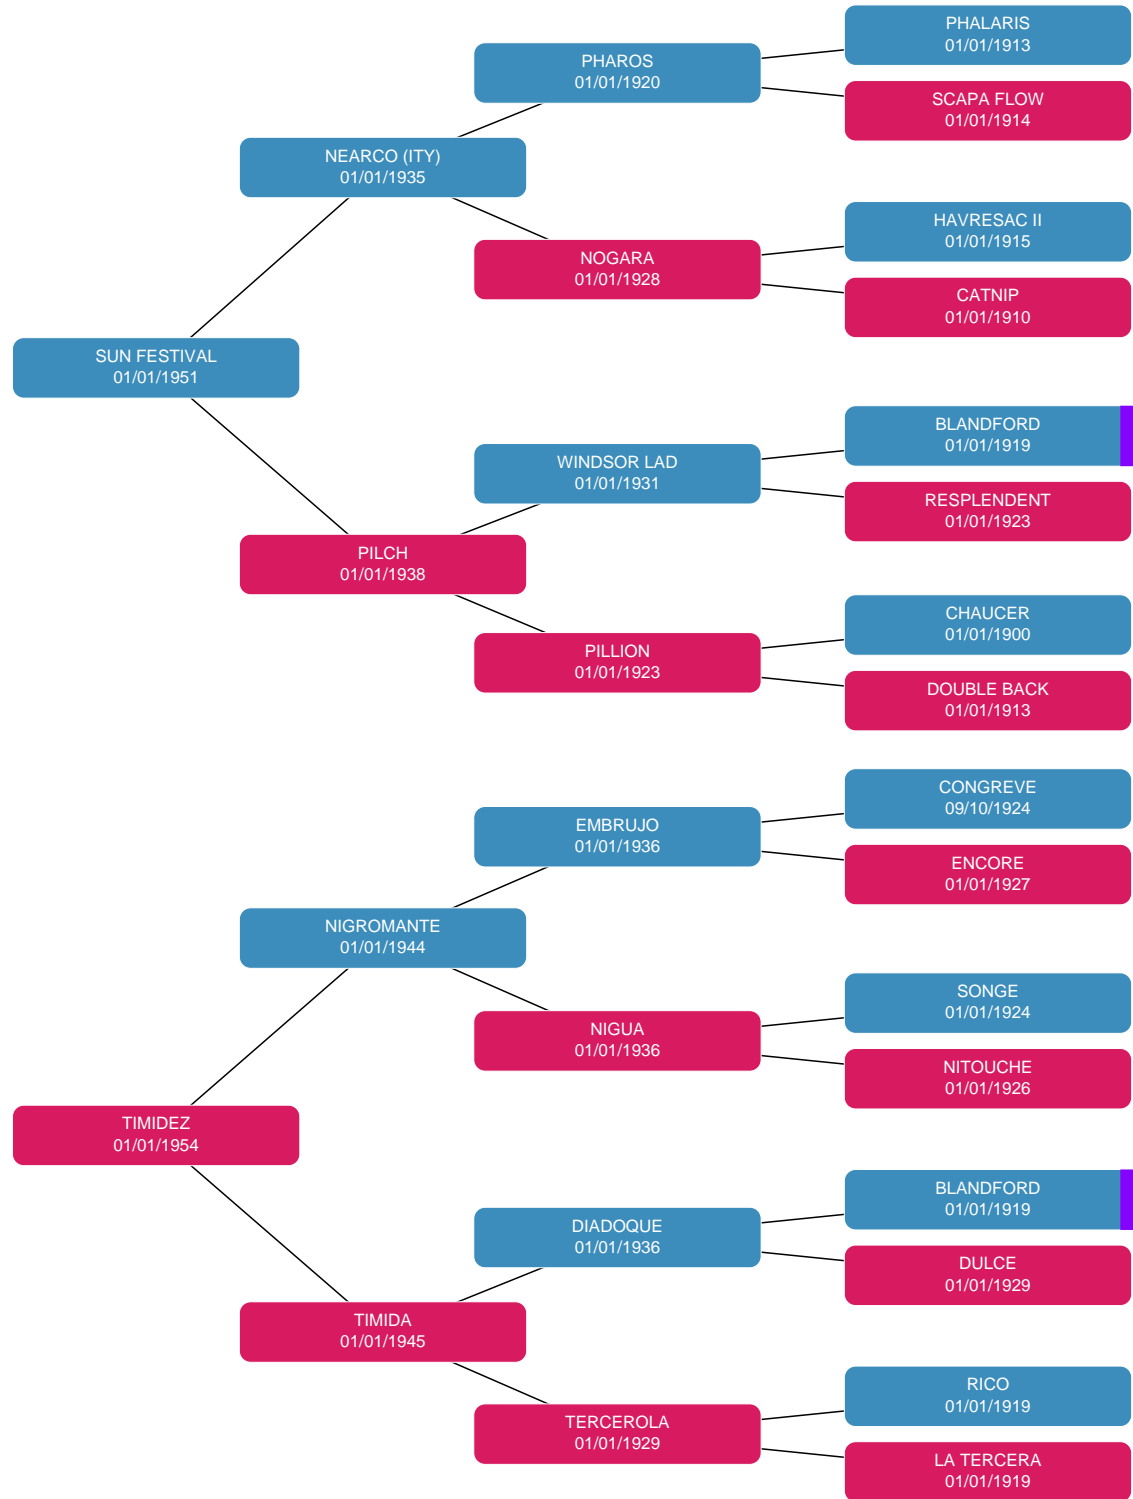 PHALARIS
01/01/1913
PHAROS
01/01/1920
SCAPA FLOW
01/01/1914
NEARCO (ITY)
01/01/1935
HAVRESAC II
01/01/1915
NOGARA
01/01/1928
CATNIP
01/01/1910
SUN FESTIVAL
01/01/1951
BLANDFORD
01/01/1919
WINDSOR LAD
01/01/1931
RESPLENDENT
01/01/1923
PILCH
01/01/1938
CHAUCER
01/01/1900
PILLION
01/01/1923
DOUBLE BACK
01/01/1913
CONGREVE
09/10/1924
EMBRUJO
01/01/1936
ENCORE
01/01/1927
NIGROMANTE
01/01/1944
SONGE
01/01/1924
NIGUA
01/01/1936
NITOUCHE
01/01/1926
TIMIDEZ
01/01/1954
BLANDFORD
01/01/1919
DIADOQUE
01/01/1936
DULCE
01/01/1929
TIMIDA
01/01/1945
RICO
01/01/1919
TERCEROLA
01/01/1929
LA TERCERA
01/01/1919